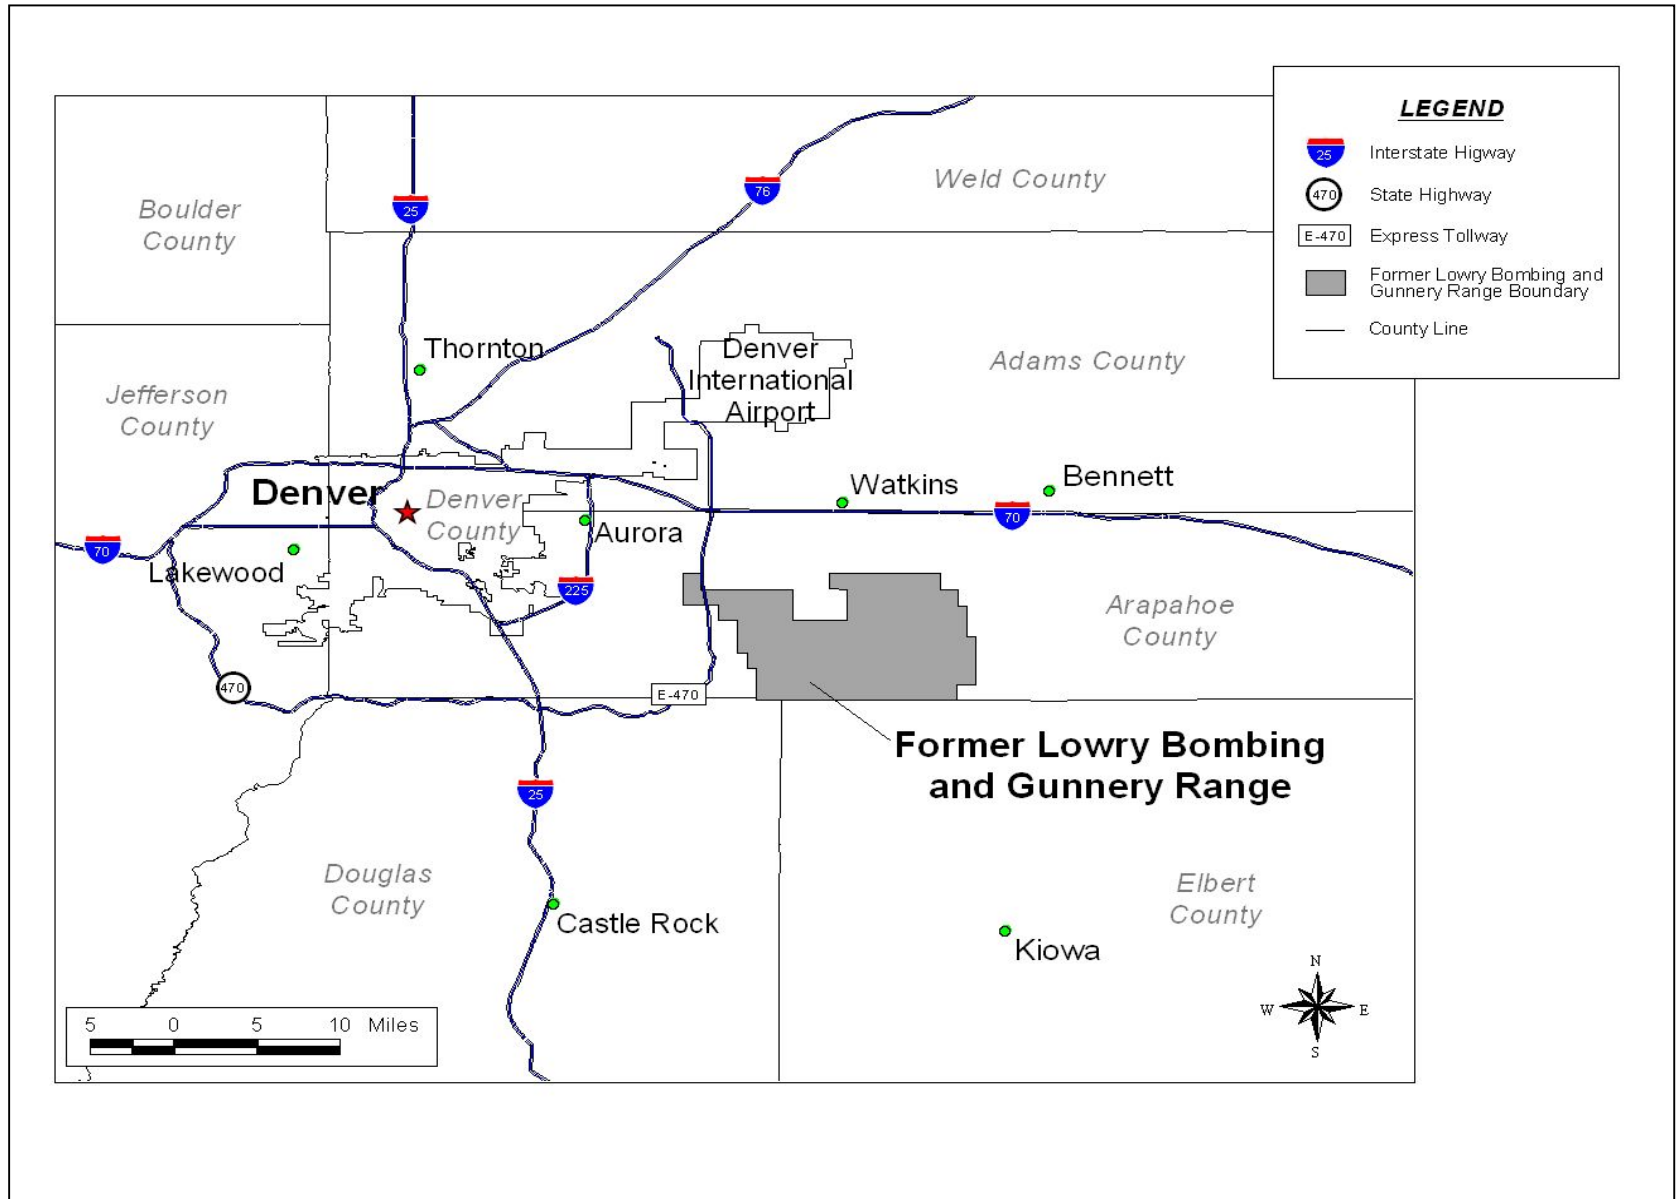 LEGEND
25
Interstate Higway
470
State Highway
E-470
Express Tollway
Former Lowry Bombing and
Gunnery Range Boundary
County Line
Weld County
76
Boulder
County
25
Thornton
Denver
International
Airport
Adams County
Jefferson
County
Denver
Denver
County
Watkins
Bennett
70
Aurora
70
Lakewood
225
Arapahoe
County
470
E-470
Former Lowry Bombing
and Gunnery Range
25
Douglas
County
Elbert
County
Castle Rock
Kiowa
N
W
E
S
5 0 5 10 Miles